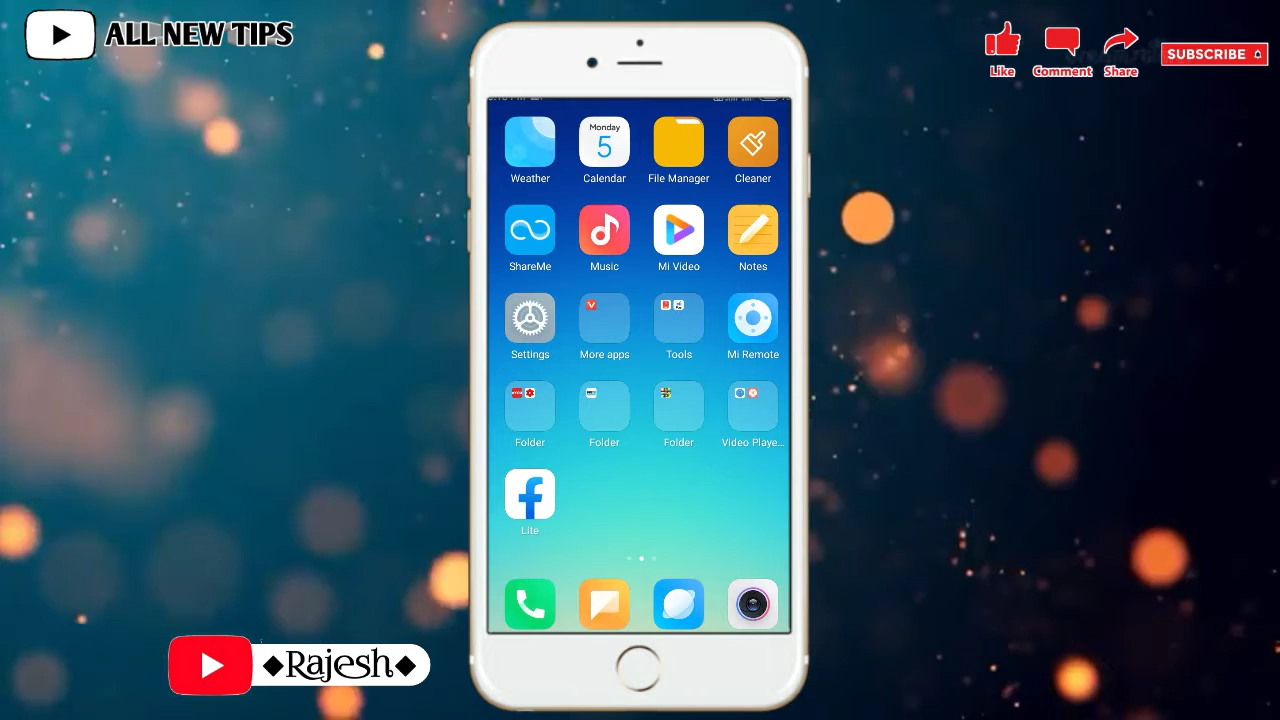 ALL NEW TIPS
Like
Comment
Share
SUBSCRIBE
Monday
5
Weather
Calendar
File Manager
Cleaner
ShareMe
Music
Mi Video
Notes
Settings
More apps
Tools
Mi Remote
Folder
Folder
Folder
Video Playe...
Lite
◆Rajesh◆